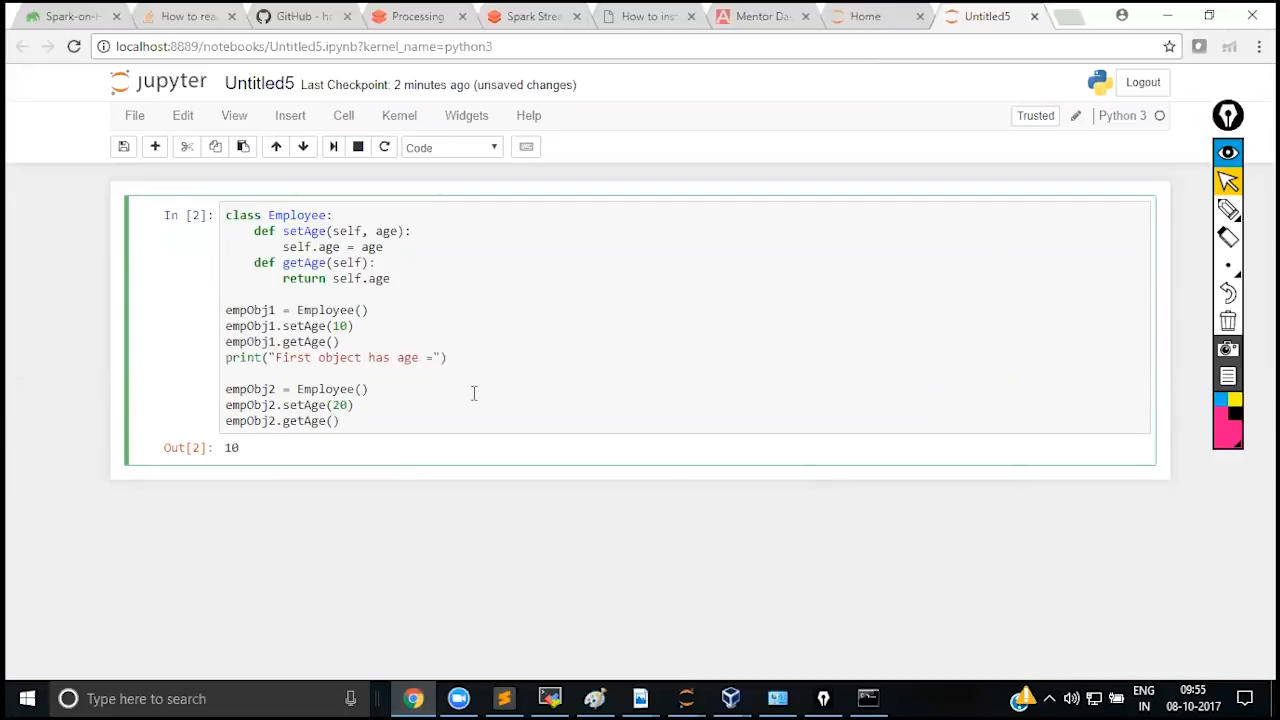 Spark-on-H
How to rea
GitHub - h
Processing
Spark Strea
How to inst
Mentor Das
Home
Untitled5
localhost:8889/notebooks/Untitled5.ipynb?kernel_name=python3
jupyter Untitled5 Last Checkpoint: 2 minutes ago (unsaved changes)
Logout
File Edit View Insert Cell Kernel Widgets Help
Trusted
Python 3
Code
In [2]:
class Employee:
    def setAge(self, age):
        self.age = age
    def getAge(self):
        return self.age
empObj1 = Employee()
empObj1.setAge(10)
empObj1.getAge()
print("First object has age =")
empObj2 = Employee()
empObj2.setAge(20)
empObj2.getAge()
Out[2]: 10
Type here to search
ENG
IN
09:55
08-10-2017